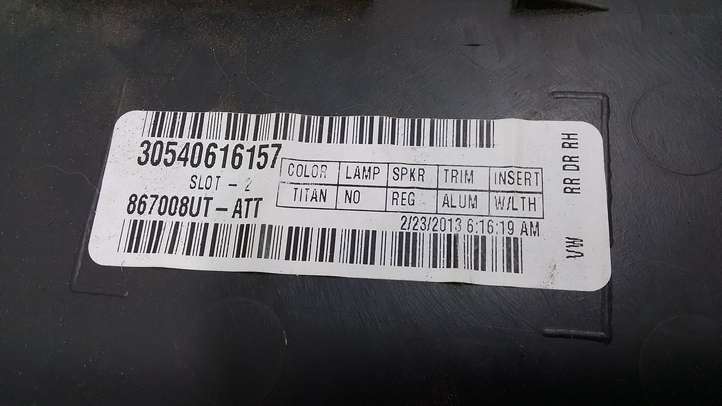 30540616157
SLOT - 2
867008UT-ATT
COLOR LAMP SPKR TRIM INSERT
TITAN NO REG ALUM W/LTH
2/23/2013 6:16:19 AM
VW RR DR RH